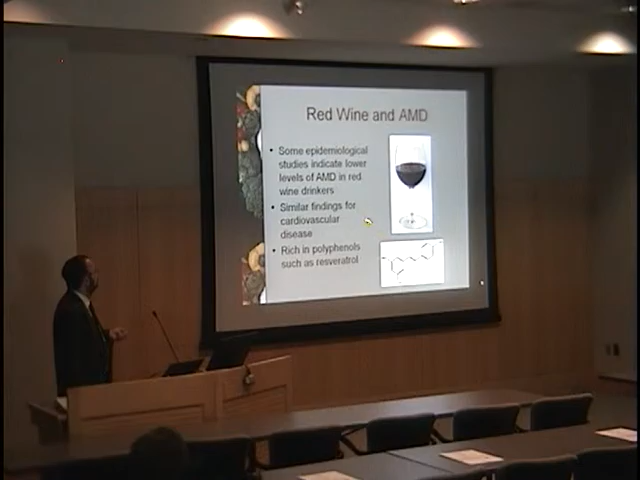 Red Wine and AMD
• Some epidemiological
studies indicate lower
levels of AMD in red
wine drinkers
• Similar findings for
cardiovascular
disease
• Rich in polyphenols
such as resveratrol